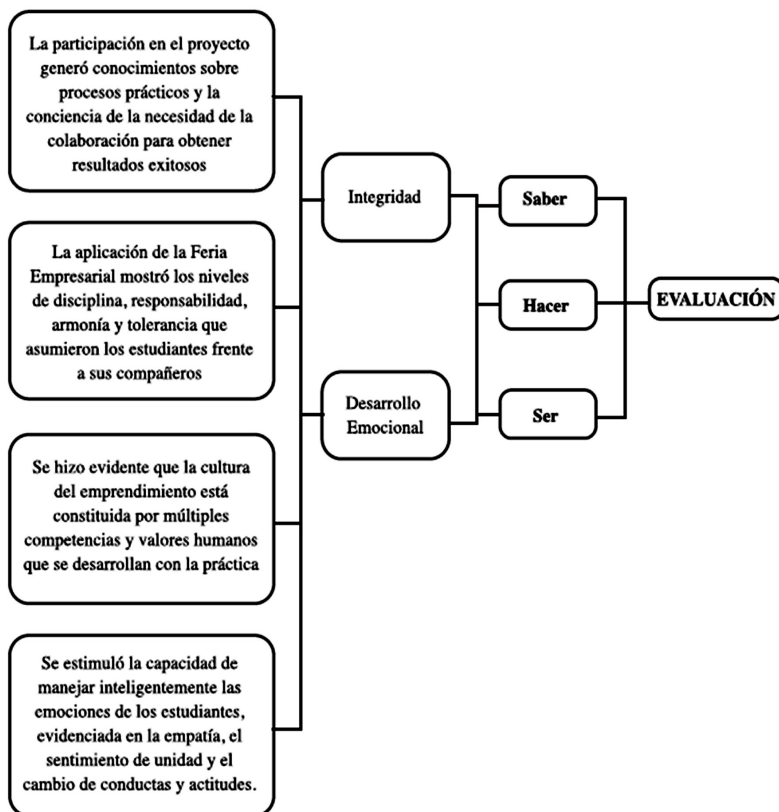 La participación en el proyecto
generó conocimientos sobre
procesos prácticos y la
conciencia de la necesidad de la
colaboración para obtener
resultados exitosos
La aplicación de la Feria
Empresarial mostró los niveles
de disciplina, responsabilidad,
armonía y tolerancia que
asumieron los estudiantes frente
a sus compañeros
Se hizo evidente que la cultura
del emprendimiento está
constituida por múltiples
competencias y valores humanos
que se desarrollan con la práctica
Se estimuló la capacidad de
manejar inteligentemente las
emociones de los estudiantes,
evidenciada en la empatía, el
sentimiento de unidad y el
cambio de conductas y actitudes.
Integridad
Desarrollo
Emocional
Saber
Hacer
Ser
EVALUACIÓN